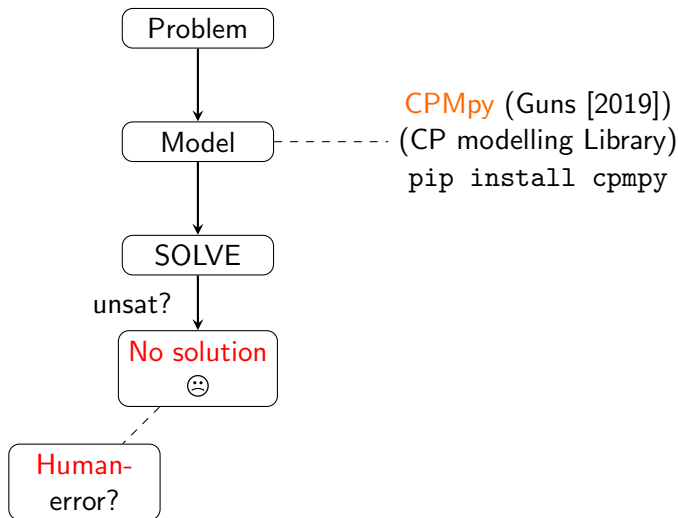 Problem
Model
CPMpy (Guns [2019])
(CP modelling Library)
pip install cpmpy
SOLVE
unsat?
No solution
☹
Human-
error?